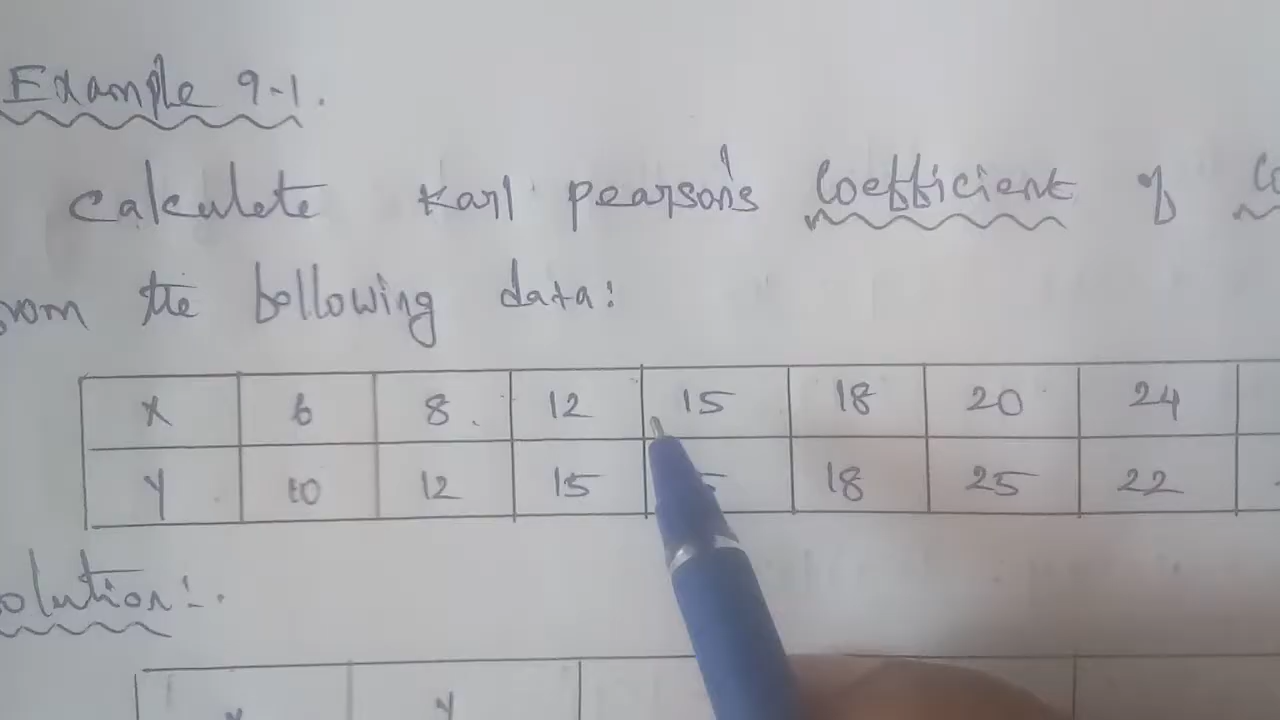 Example 9.1.
Calculate Karl Pearson's Coefficient of
the following data:
X 6 8 12 15 18 20 24
Y 10 12 15 18 25 22
olution:-
X Y